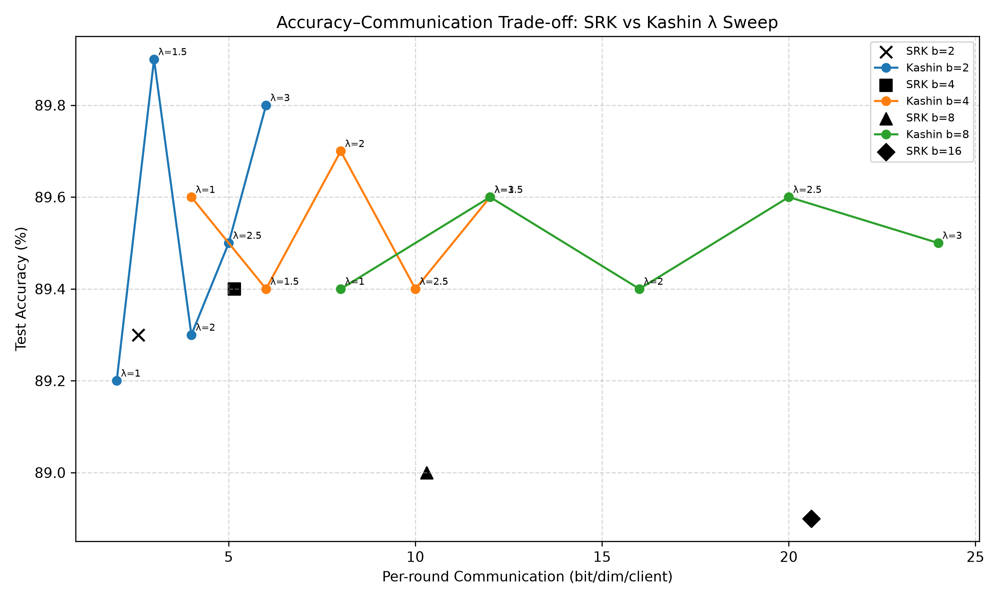 Accuracy–Communication Trade-off: SRK vs Kashin λ Sweep
Test Accuracy (%)
89.8
89.6
89.4
89.2
89.0
5
10
15
20
25
Per-round Communication (bit/dim/client)
SRK b=2
Kashin b=2
SRK b=4
Kashin b=4
SRK b=8
Kashin b=8
SRK b=16
λ=1.5
λ=3
λ=2
λ=1
λ=3
λ=1.5
λ=2.5
λ=2.5
λ=3
λ=1.5
λ=2.5
λ=1
λ=2
λ=2
λ=1